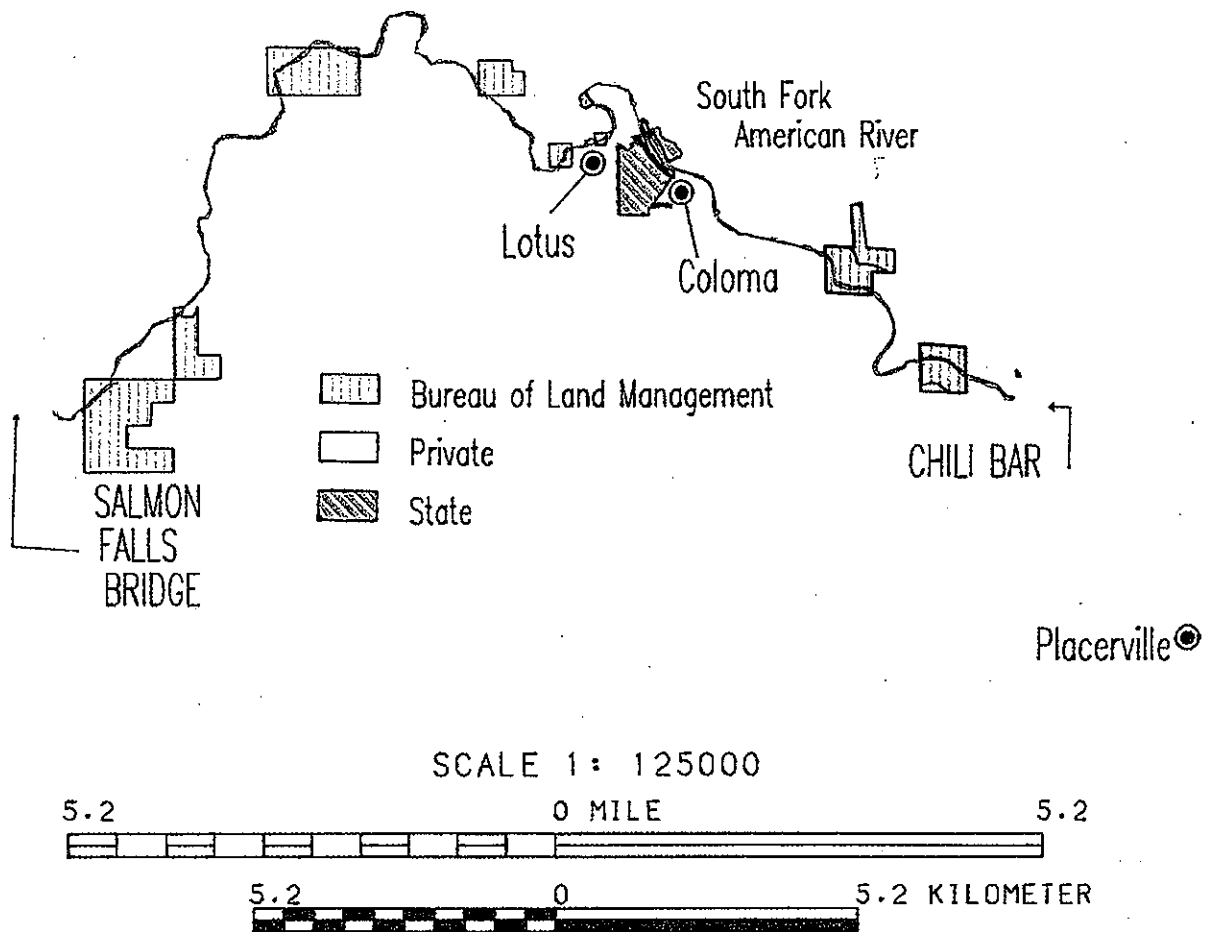 South Fork
American River
Lotus
Coloma
Bureau of Land Management
Private
State
SALMON
FALLS
BRIDGE
CHILI BAR
Placerville
SCALE 1: 125000
5.2 0 MILE 5.2
5.2 0 5.2 KILOMETER